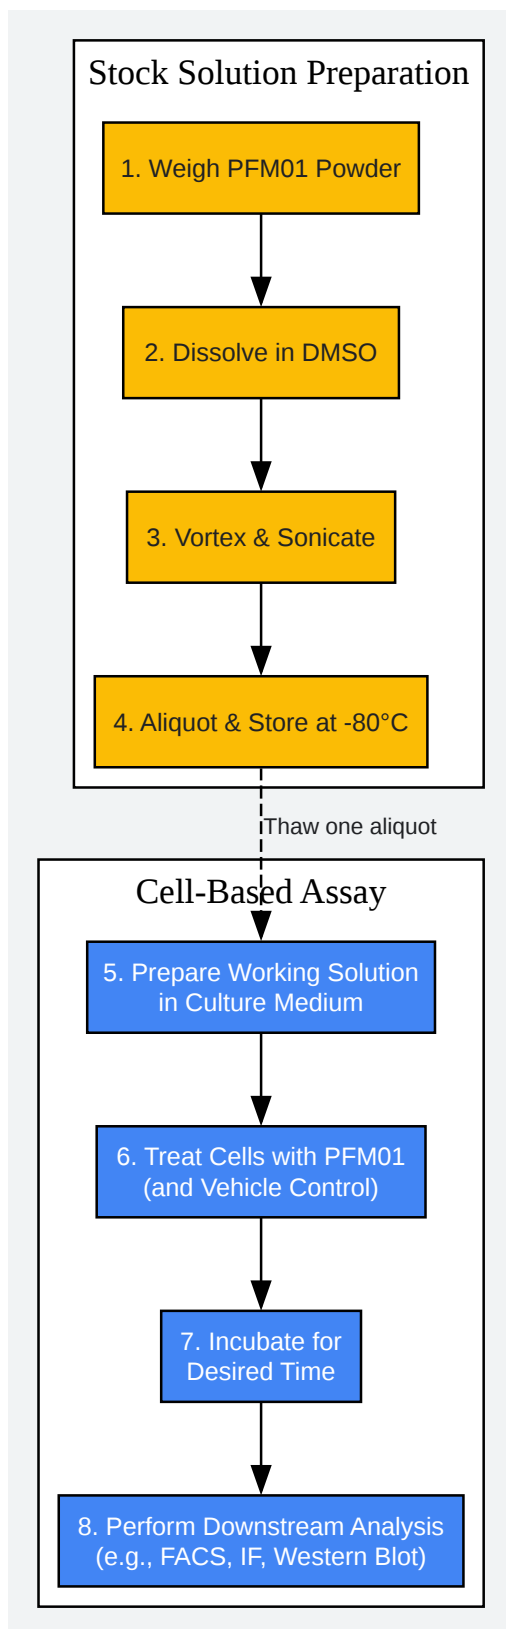 Stock Solution Preparation
1. Weigh PFM01 Powder
2. Dissolve in DMSO
3. Vortex & Sonicate
4. Aliquot & Store at -80°C
Thaw one aliquot
Cell-Based Assay
5. Prepare Working Solution
in Culture Medium
6. Treat Cells with PFM01
(and Vehicle Control)
7. Incubate for
Desired Time
8. Perform Downstream Analysis
(e.g., FACS, IF, Western Blot)